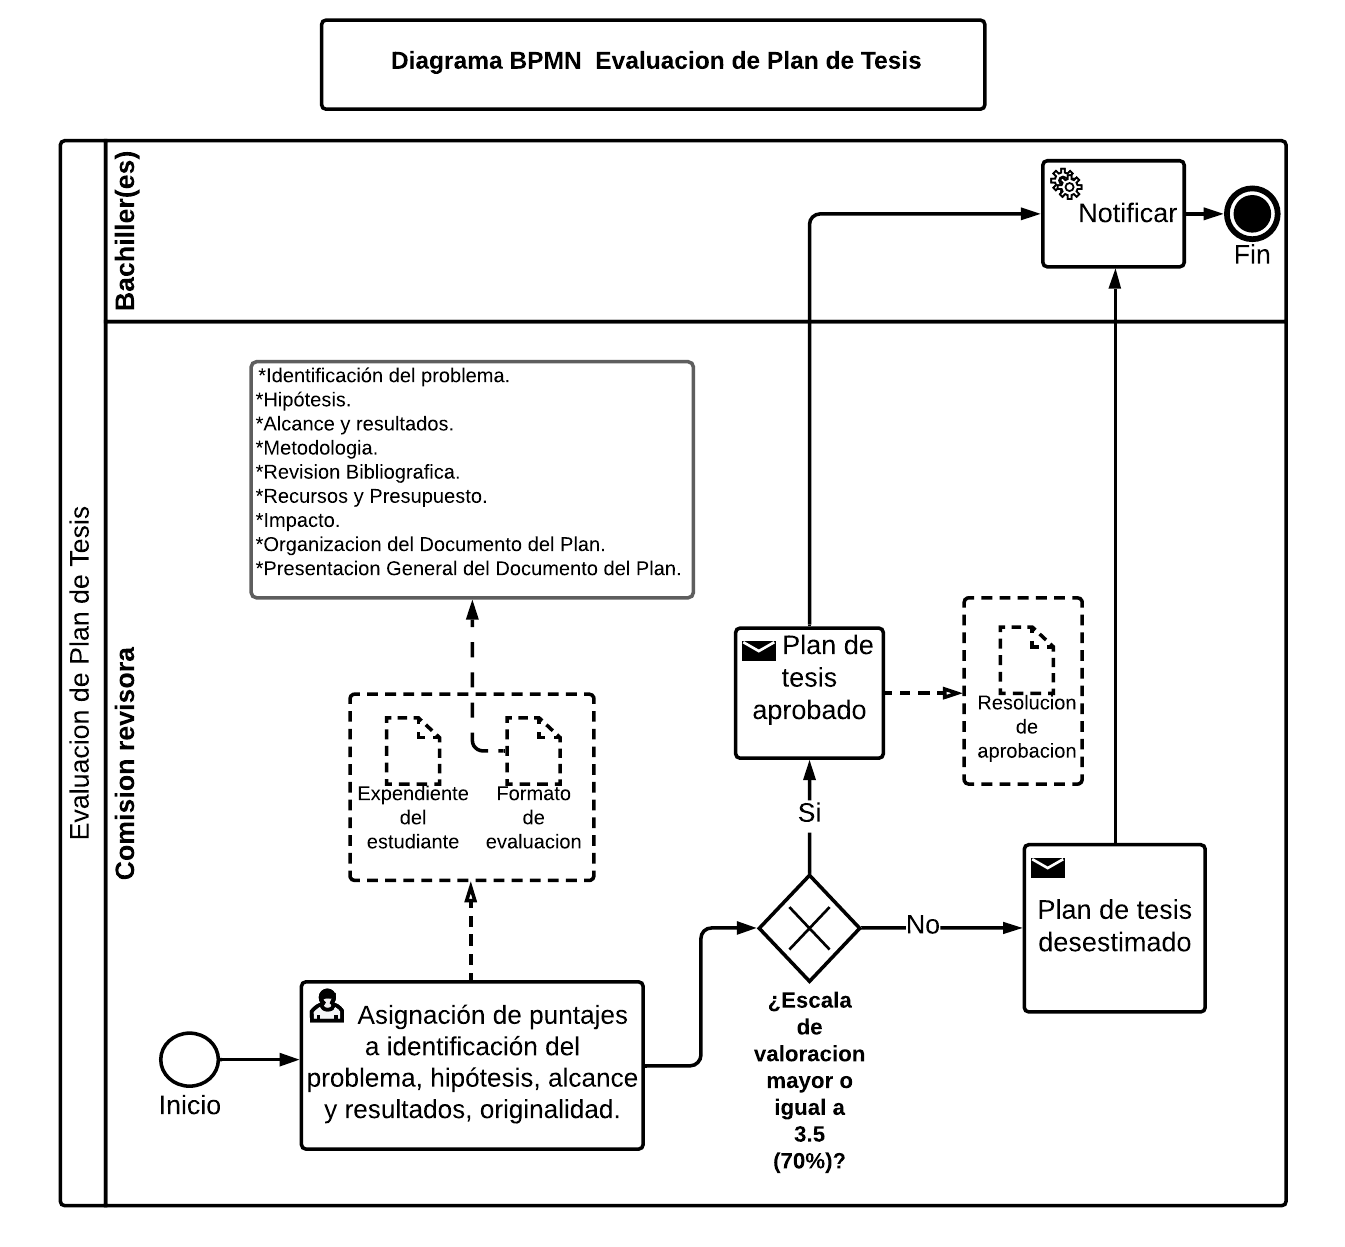 Diagrama BPMN  Evaluacion de Plan de Tesis
Evaluacion de Plan de Tesis
Bachiller(es)
Notificar
Fin
Comision revisora
*Identificación del problema.
*Hipótesis.
*Alcance y resultados.
*Metodologia.
*Revision Bibliografica.
*Recursos y Presupuesto.
*Impacto.
*Organizacion del Documento del Plan.
*Presentacion General del Documento del Plan.
Expendiente
del
estudiante
Formato
de
evaluacion
Plan de
tesis
aprobado
Resolucion
de
aprobacion
Si
No
Plan de tesis
desestimado
Inicio
Asignación de puntajes
a identificación del
problema, hipótesis, alcance
y resultados, originalidad.
¿Escala
de
valoracion
mayor o
igual a
3.5
(70%)?